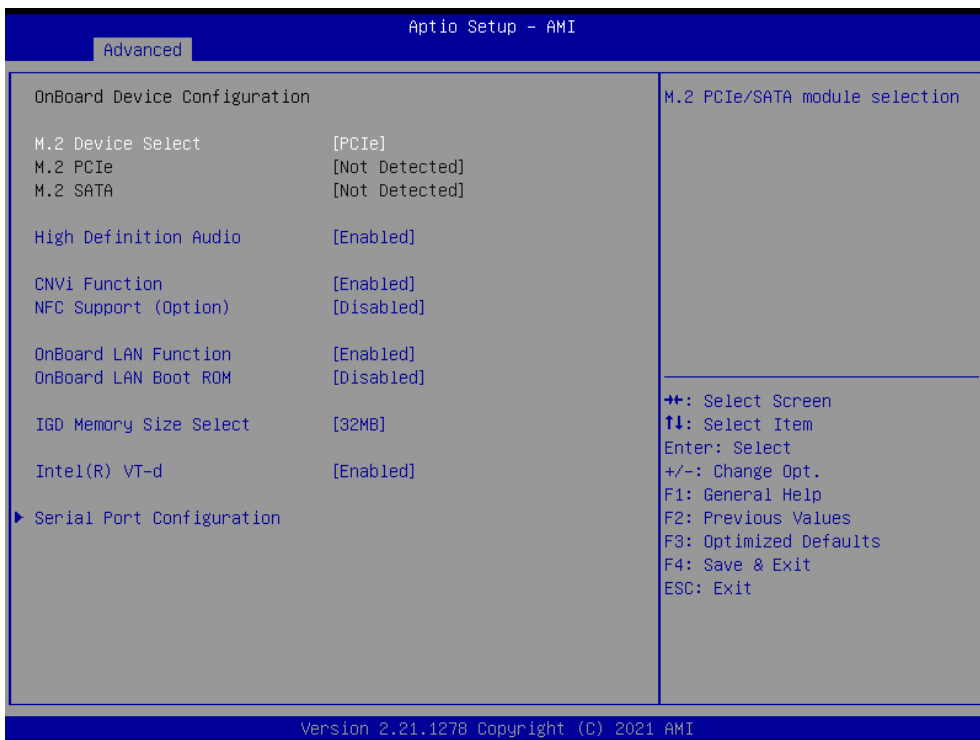 Aptio Setup – AMI
Advanced
OnBoard Device Configuration
M.2 Device Select [PCIe]
M.2 PCIe [Not Detected]
M.2 SATA [Not Detected]
High Definition Audio [Enabled]
CNVi Function [Enabled]
NFC Support (Option) [Disabled]
OnBoard LAN Function [Enabled]
OnBoard LAN Boot ROM [Disabled]
IGD Memory Size Select [32MB]
Intel(R) VT-d [Enabled]
▶ Serial Port Configuration
M.2 PCIe/SATA module selection
→←: Select Screen
↑↓: Select Item
Enter: Select
+/-: Change Opt.
F1: General Help
F2: Previous Values
F3: Optimized Defaults
F4: Save & Exit
ESC: Exit
Version 2.21.1278 Copyright (C) 2021 AMI